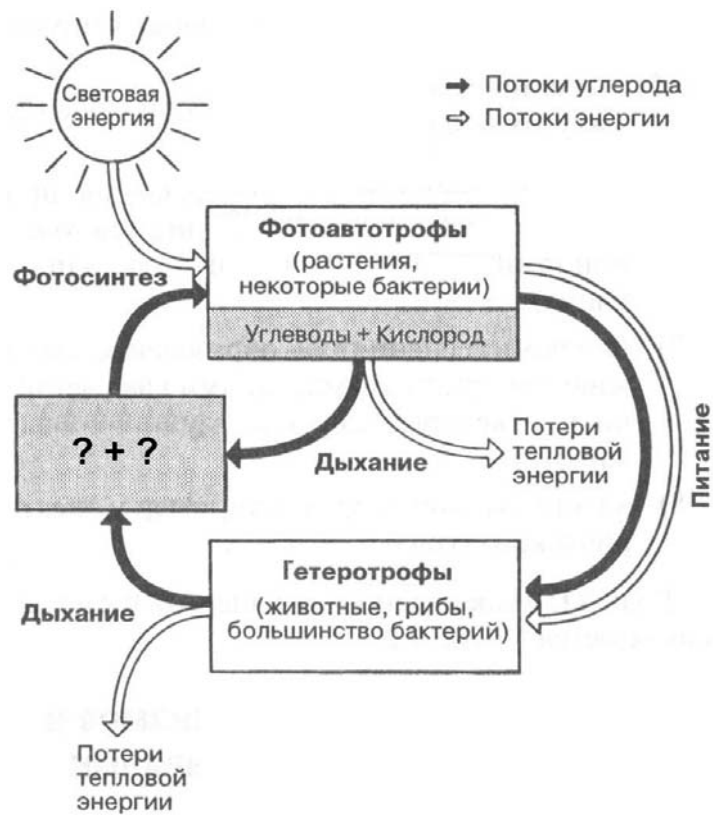 Световая
энергия
Потоки углерода
Потоки энергии
Фотоавтотрофы
(растения,
некоторые бактерии)
Фотосинтез
Углеводы + Кислород
? + ?
Дыхание
Потери
тепловой
энергии
Питание
Гетеротрофы
(животные, грибы,
большинство бактерий)
Дыхание
Потери
тепловой
энергии